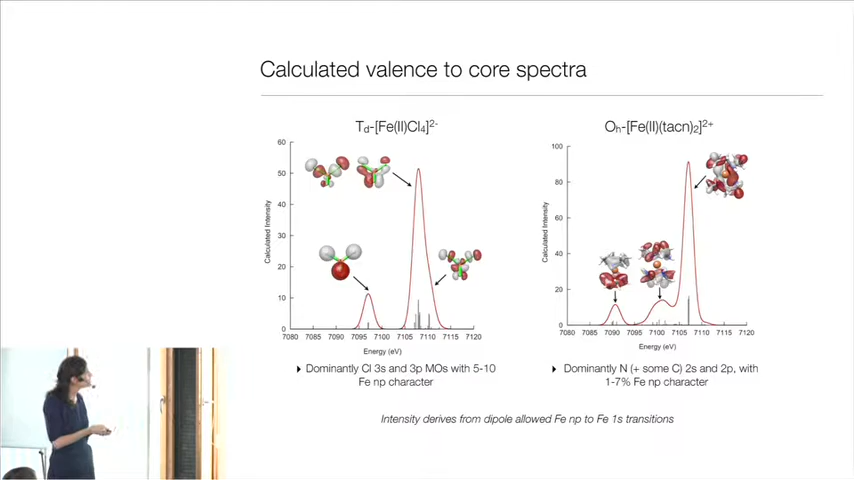 Calculated valence to core spectra
Td-[Fe(II)Cl4]2-
60
50
40
30
20
10
0
Calculated Intensity
7080 7085 7090 7095 7100 7105 7110 7115 7120
Energy (eV)
Dominantly Cl 3s and 3p MOs with 5-10
Fe np character
Oh-[Fe(II)(tacn)2]2+
100
80
60
40
20
0
Calculated Intensity
7080 7085 7090 7095 7100 7105 7110 7115 7120
Energy (eV)
Dominantly N (+ some C) 2s and 2p, with
1-7% Fe np character
Intensity derives from dipole allowed Fe np to Fe 1s transitions